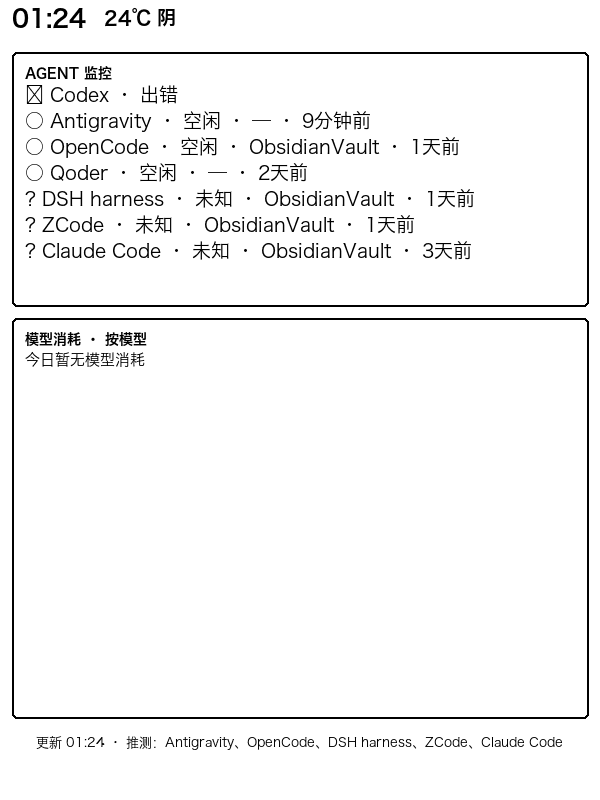 01:24 24℃ 阴
AGENT 监控
☒ Codex · 出错
○ Antigravity · 空闲 · — · 9分钟前
○ OpenCode · 空闲 · ObsidianVault · 1天前
○ Qoder · 空闲 · — · 2天前
? DSH harness · 未知 · ObsidianVault · 1天前
? ZCode · 未知 · ObsidianVault · 1天前
? Claude Code · 未知 · ObsidianVault · 3天前
模型消耗 · 按模型
今日暂无模型消耗
更新 01:24 · 推测：Antigravity、OpenCode、DSH harness、ZCode、Claude Code